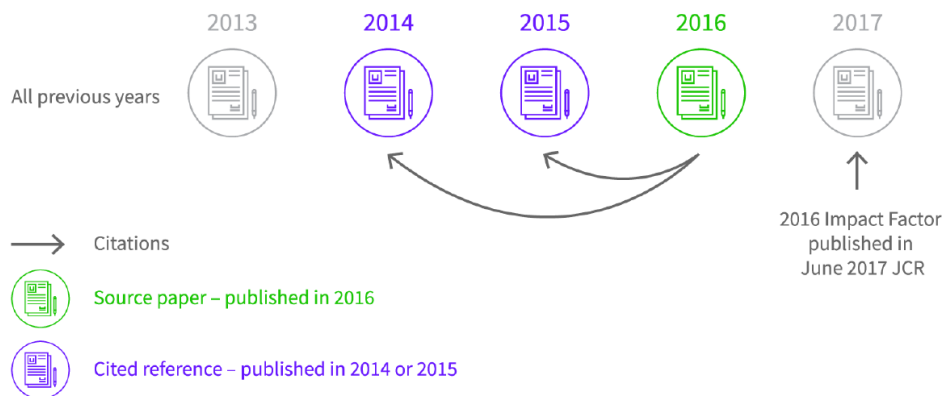 2013
2014
2015
2016
2017
All previous years
2016 Impact Factor
published in
June 2017 JCR
Citations
Source paper – published in 2016
Cited reference – published in 2014 or 2015